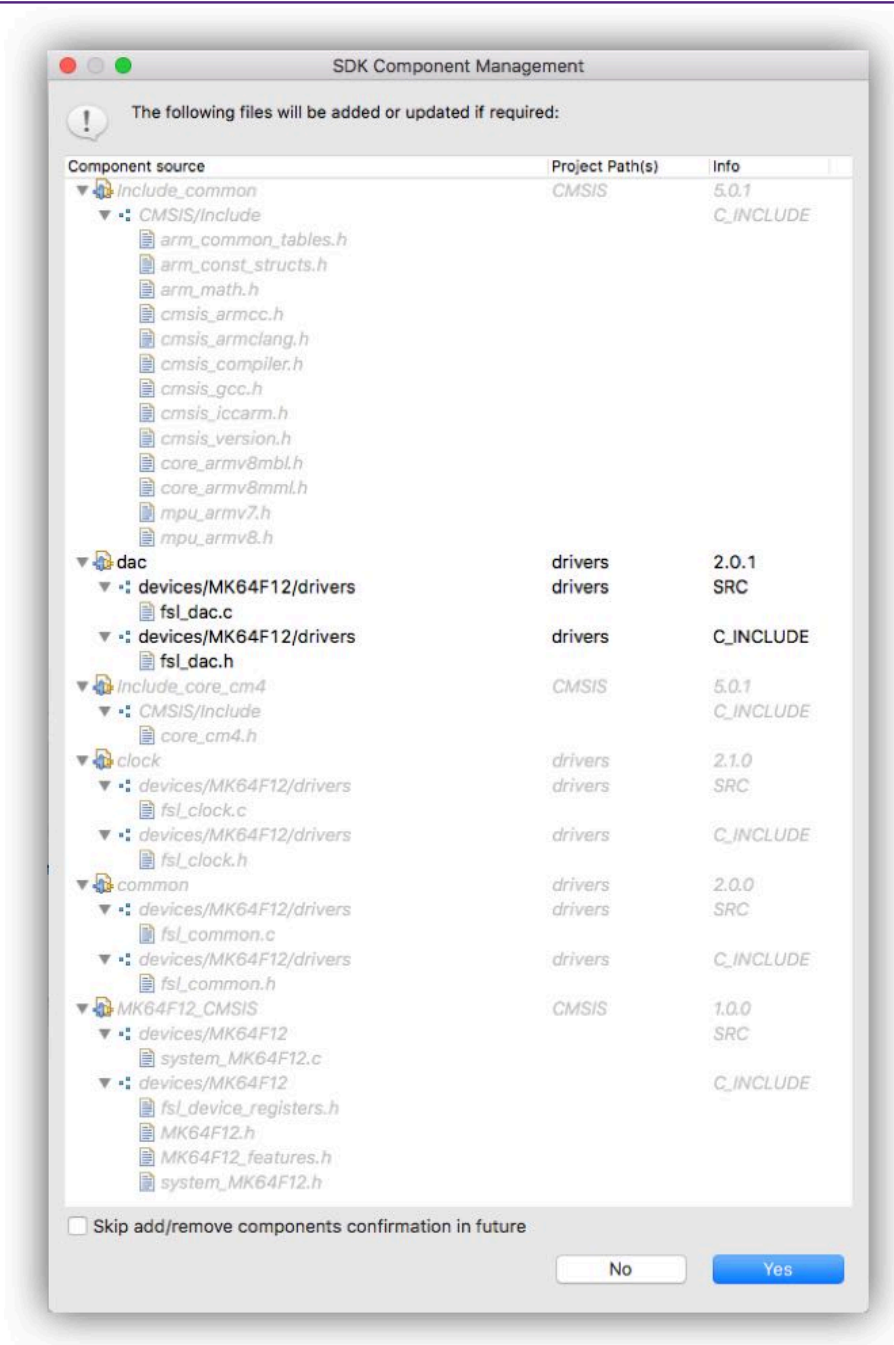 SDK Component Management
The following files will be added or updated if required:
Component source Project Path(s) Info
Include_common CMSIS 5.0.1
CMSIS/Include C_INCLUDE
arm_common_tables.h
arm_const_structs.h
arm_math.h
cmsis_armcc.h
cmsis_armclang.h
cmsis_compiler.h
cmsis_gcc.h
cmsis_iccarm.h
cmsis_version.h
core_armv8mbl.h
core_armv8mml.h
mpu_armv7.h
mpu_armv8.h
dac drivers 2.0.1
devices/MK64F12/drivers drivers SRC
fsl_dac.c
devices/MK64F12/drivers drivers C_INCLUDE
fsl_dac.h
Include_core_cm4 CMSIS 5.0.1
CMSIS/Include C_INCLUDE
core_cm4.h
clock drivers 2.1.0
devices/MK64F12/drivers drivers SRC
fsl_clock.c
devices/MK64F12/drivers drivers C_INCLUDE
fsl_clock.h
common drivers 2.0.0
devices/MK64F12/drivers drivers SRC
fsl_common.c
devices/MK64F12/drivers drivers C_INCLUDE
fsl_common.h
MK64F12_CMSIS CMSIS 1.0.0
devices/MK64F12 SRC
system_MK64F12.c
devices/MK64F12 C_INCLUDE
fsl_device_registers.h
MK64F12.h
MK64F12_features.h
system_MK64F12.h
Skip add/remove components confirmation in future
No Yes